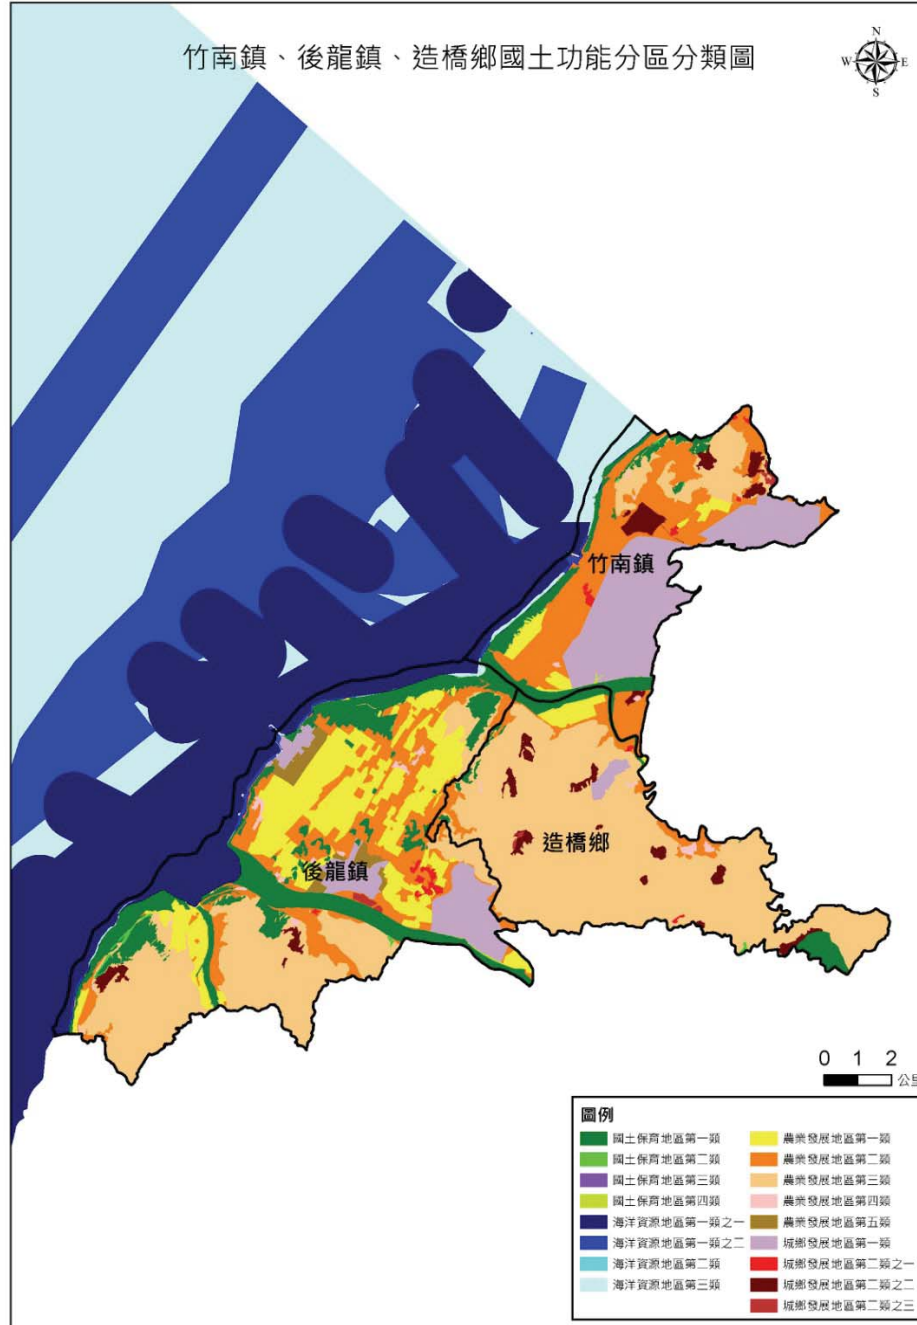 竹南鎮、後龍鎮、造橋鄉國土功能分區分類圖
N
W E
S
竹南鎮
造橋鄉
後龍鎮
0 1 2
公里
圖例
國土保育地區第一類
國土保育地區第二類
國土保育地區第三類
國土保育地區第四類
海洋資源地區第一類之一
海洋資源地區第一類之二
海洋資源地區第二類
海洋資源地區第三類
農業發展地區第一類
農業發展地區第二類
農業發展地區第三類
農業發展地區第四類
農業發展地區第五類
城鄉發展地區第一類
城鄉發展地區第二類之一
城鄉發展地區第二類之二
城鄉發展地區第二類之三